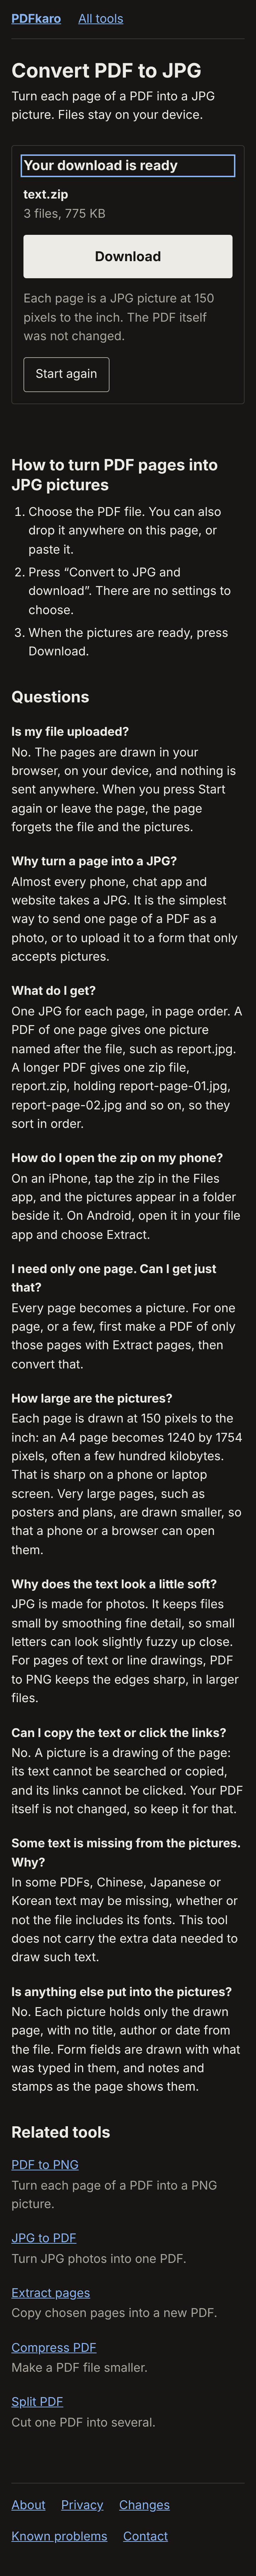 PDFkaro All tools
Convert PDF to JPG
Turn each page of a PDF into a JPG
picture. Files stay on your device.
Your download is ready
text.zip
3 files, 775 KB
Download
Each page is a JPG picture at 150
pixels to the inch. The PDF itself
was not changed.
Start again
How to turn PDF pages into
JPG pictures
1. Choose the PDF file. You can also
drop it anywhere on this page, or
paste it.
2. Press “Convert to JPG and
download”. There are no settings to
choose.
3. When the pictures are ready, press
Download.
Questions
Is my file uploaded?
No. The pages are drawn in your
browser, on your device, and nothing is
sent anywhere. When you press Start
again or leave the page, the page
forgets the file and the pictures.
Why turn a page into a JPG?
Almost every phone, chat app and
website takes a JPG. It is the simplest
way to send one page of a PDF as a
photo, or to upload it to a form that only
accepts pictures.
What do I get?
One JPG for each page, in page order. A
PDF of one page gives one picture
named after the file, such as report.jpg.
A longer PDF gives one zip file,
report.zip, holding report-page-01.jpg,
report-page-02.jpg and so on, so they
sort in order.
How do I open the zip on my phone?
On an iPhone, tap the zip in the Files
app, and the pictures appear in a folder
beside it. On Android, open it in your file
app and choose Extract.
I need only one page. Can I get just
that?
Every page becomes a picture. For one
page, or a few, first make a PDF of only
those pages with Extract pages, then
convert that.
How large are the pictures?
Each page is drawn at 150 pixels to the
inch: an A4 page becomes 1240 by 1754
pixels, often a few hundred kilobytes.
That is sharp on a phone or laptop
screen. Very large pages, such as
posters and plans, are drawn smaller, so
that a phone or a browser can open
them.
Why does the text look a little soft?
JPG is made for photos. It keeps files
small by smoothing fine detail, so small
letters can look slightly fuzzy up close.
For pages of text or line drawings, PDF
to PNG keeps the edges sharp, in larger
files.
Can I copy the text or click the links?
No. A picture is a drawing of the page:
its text cannot be searched or copied,
and its links cannot be clicked. Your PDF
itself is not changed, so keep it for that.
Some text is missing from the pictures.
Why?
In some PDFs, Chinese, Japanese or
Korean text may be missing, whether or
not the file includes its fonts. This tool
does not carry the extra data needed to
draw such text.
Is anything else put into the pictures?
No. Each picture holds only the drawn
page, with no title, author or date from
the file. Form fields are drawn with what
was typed in them, and notes and
stamps as the page shows them.
Related tools
PDF to PNG
Turn each page of a PDF into a PNG
picture.
JPG to PDF
Turn JPG photos into one PDF.
Extract pages
Copy chosen pages into a new PDF.
Compress PDF
Make a PDF file smaller.
Split PDF
Cut one PDF into several.
About Privacy Changes
Known problems Contact